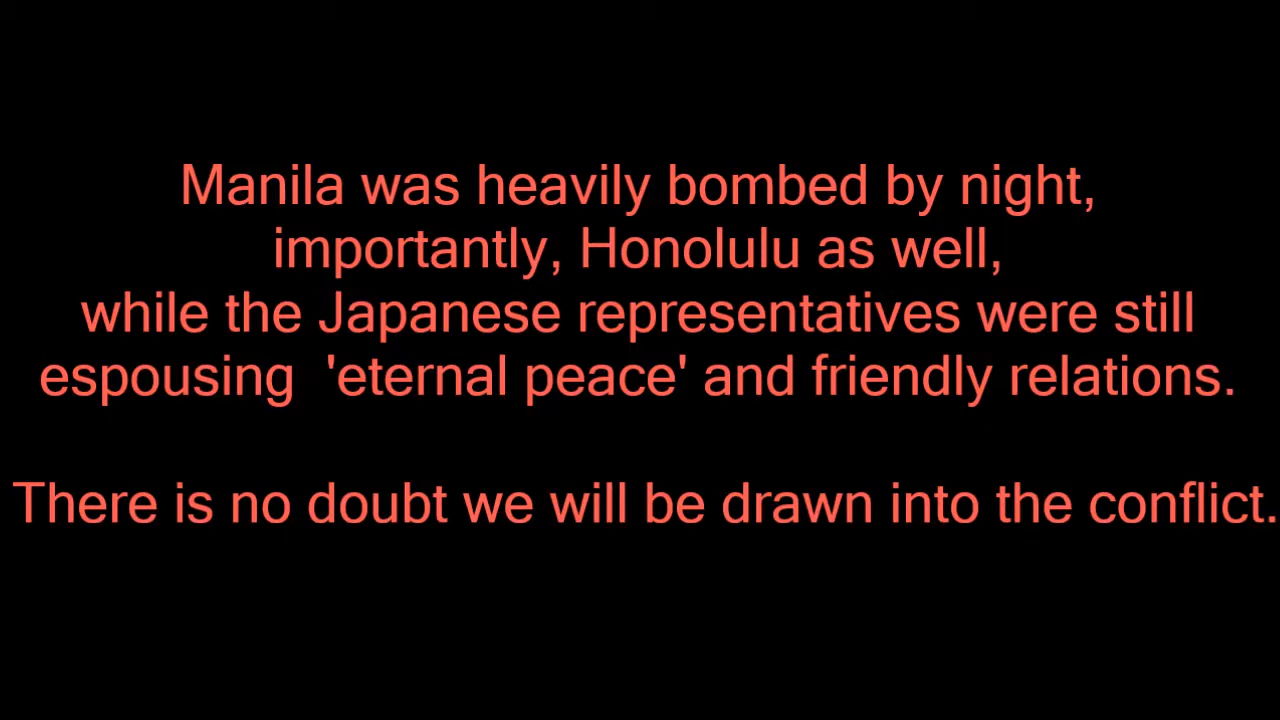 Manila was heavily bombed by night,
importantly, Honolulu as well,
while the Japanese representatives were still
espousing  'eternal peace' and friendly relations.
There is no doubt we will be drawn into the conflict.